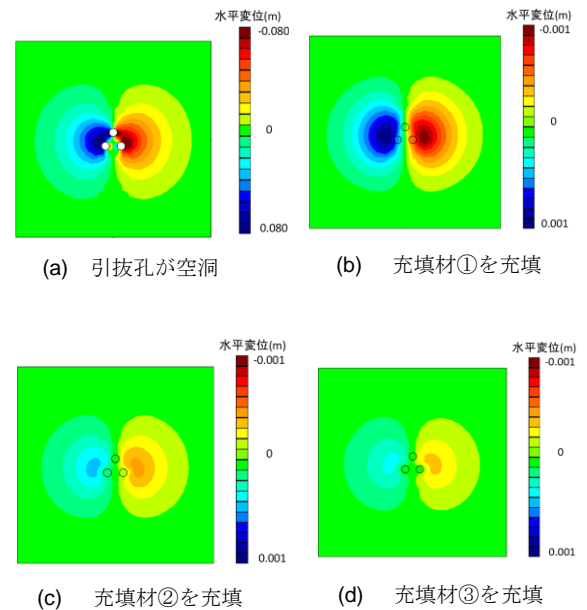 水平変位(m)
-0.080
0
0.080
(a) 引抜孔が空洞
水平変位(m)
-0.001
0
0.001
(b) 充填材①を充填
水平変位(m)
-0.001
0
0.001
(c) 充填材②を充填
水平変位(m)
-0.001
0
0.001
(d) 充填材③を充填